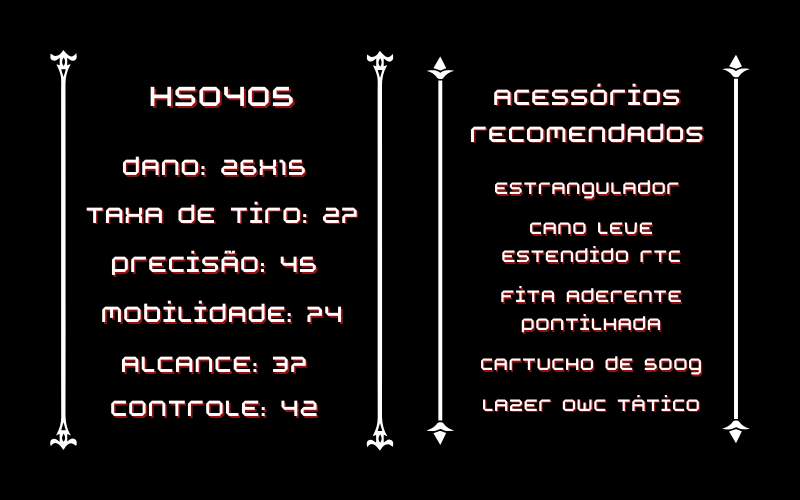 HS0405
DANO: 26X15
TAXA DE TIRO: 27
PRECISÃO: 45
MOBILIDADE: 74
ALCANCE: 37
CONTROLE: 42
ACESSÓRIOS
RECOMENDADOS
ESTRANGULADOR
CANO LEVE
ESTENDIDO RTC
FITA ADERENTE
PONTILHADA
CARTUCHO DE 500G
LAZER OWC TÁTICO